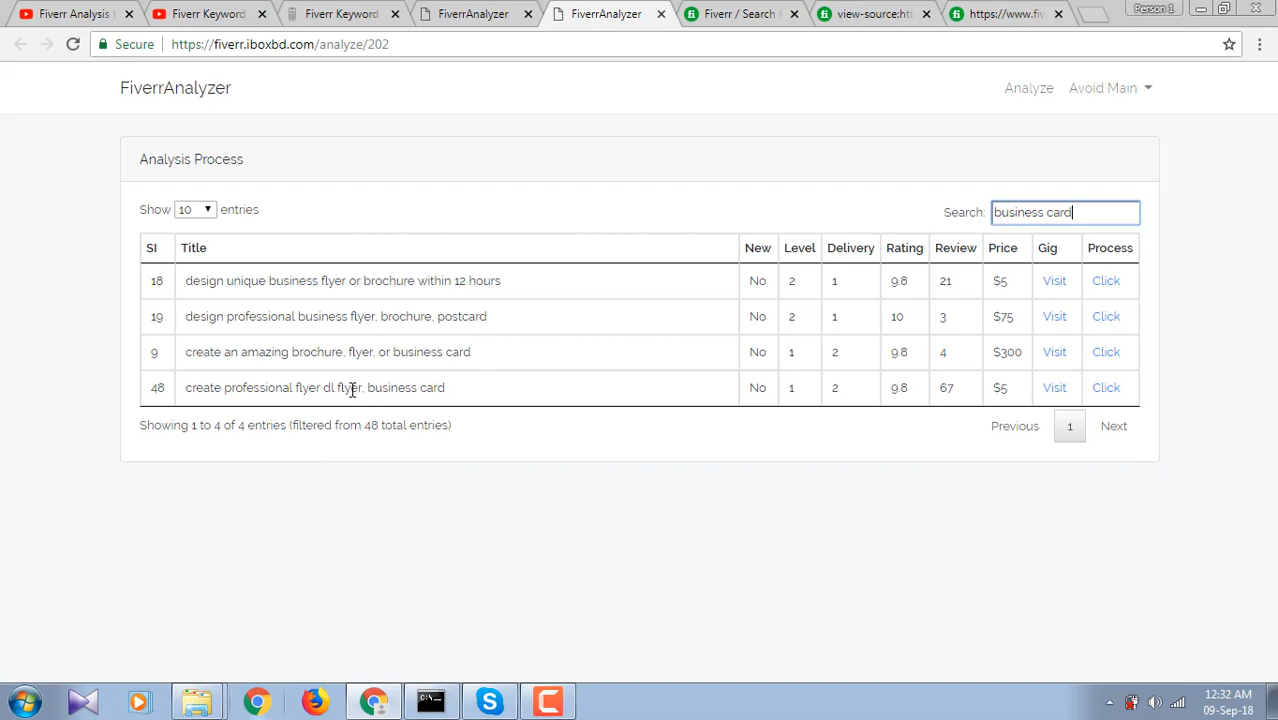 Fiverr Analysis t
Fiverr Keyword
Fiverr Keyword
FiverrAnalyzer
FiverrAnalyzer
Fiverr / Search f
view-source:htt
https://www.fiv
Person 1
Secure
https://fiverr.iboxbd.com/analyze/202
FiverrAnalyzer
Analyze
Avoid Main
Analysis Process
Show 10 entries
Search: business card
SI Title New Level Delivery Rating Review Price Gig Process
18 design unique business flyer or brochure within 12 hours No 2 1 9.8 21 $5 Visit Click
19 design professional business flyer, brochure, postcard No 2 1 10 3 $75 Visit Click
9 create an amazing brochure, flyer, or business card No 1 2 9.8 4 $300 Visit Click
48 create professional flyer dl flyer, business card No 1 2 9.8 67 $5 Visit Click
Showing 1 to 4 of 4 entries (filtered from 48 total entries)
Previous 1 Next
12:32 AM
09-Sep-18